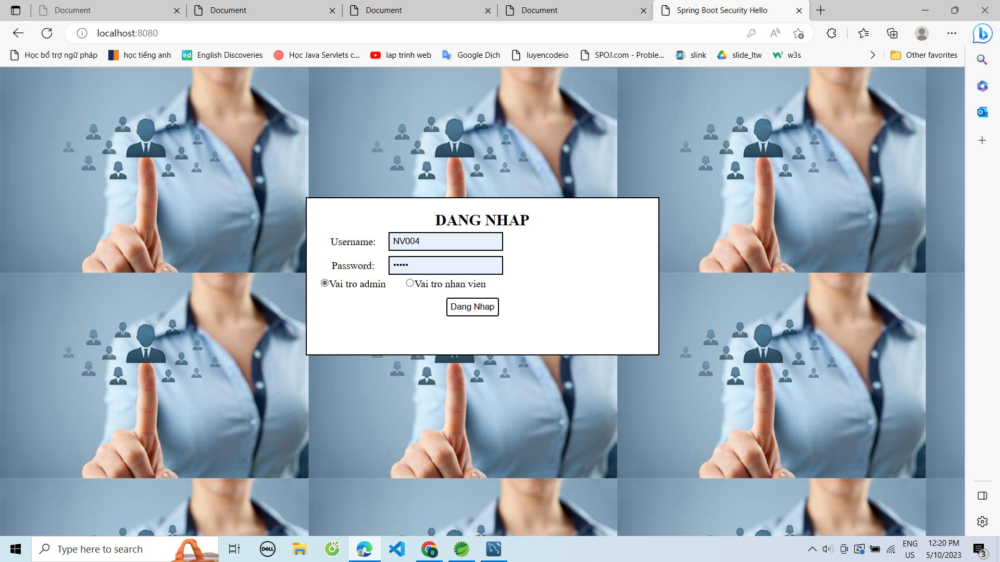 Document
Document
Document
Document
Spring Boot Security Hello
localhost:8080
Học bổ trợ ngữ pháp
học tiếng anh
ed English Discoveries
Học Java Servlets c...
lap trinh web
Google Dịch
luyencodeio
SPOJ.com - Proble...
slink
slide_ltw
w3s
Other favorites
DANG NHAP
Username: NV004
Password: •••••
Vai tro admin Vai tro nhan vien
Dang Nhap
Type here to search
DELL
B
ENG
US
12:20 PM
5/10/2023
3